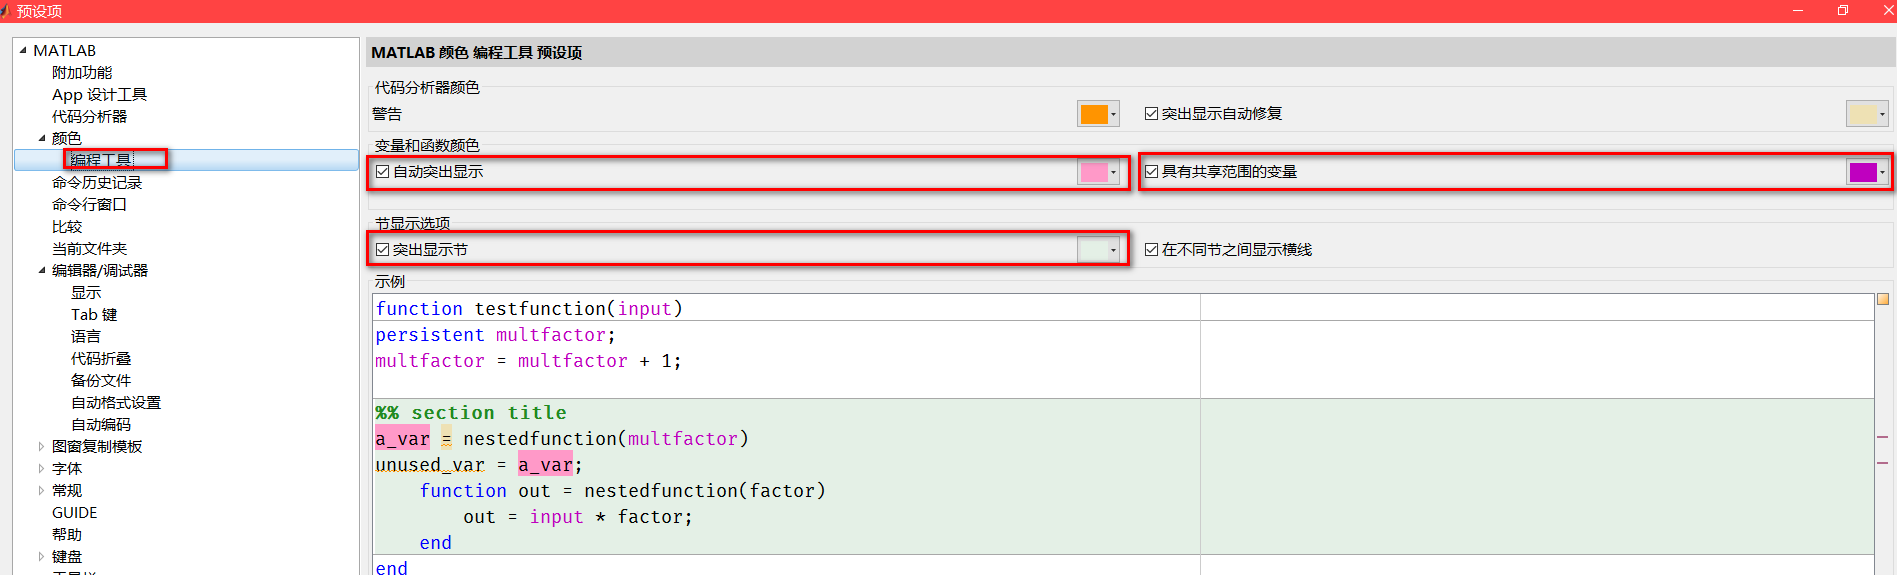 预设项
MATLAB
附加功能
App 设计工具
代码分析器
颜色
编程工具
命令历史记录
命令行窗口
比较
当前文件夹
编辑器/调试器
显示
Tab 键
语言
代码折叠
备份文件
自动格式设置
自动编码
图窗复制模板
字体
常规
GUIDE
帮助
键盘
MATLAB 颜色 编程工具 预设项
代码分析器颜色
警告
突出显示自动修复
变量和函数颜色
自动突出显示
具有共享范围的变量
节显示选项
突出显示节
在不同节之间显示横线
示例
function testfunction(input)
persistent multfactor;
multfactor = multfactor + 1;
%% section title
a_var = nestedfunction(multfactor)
unused_var = a_var;
function out = nestedfunction(factor)
out = input * factor;
end
end